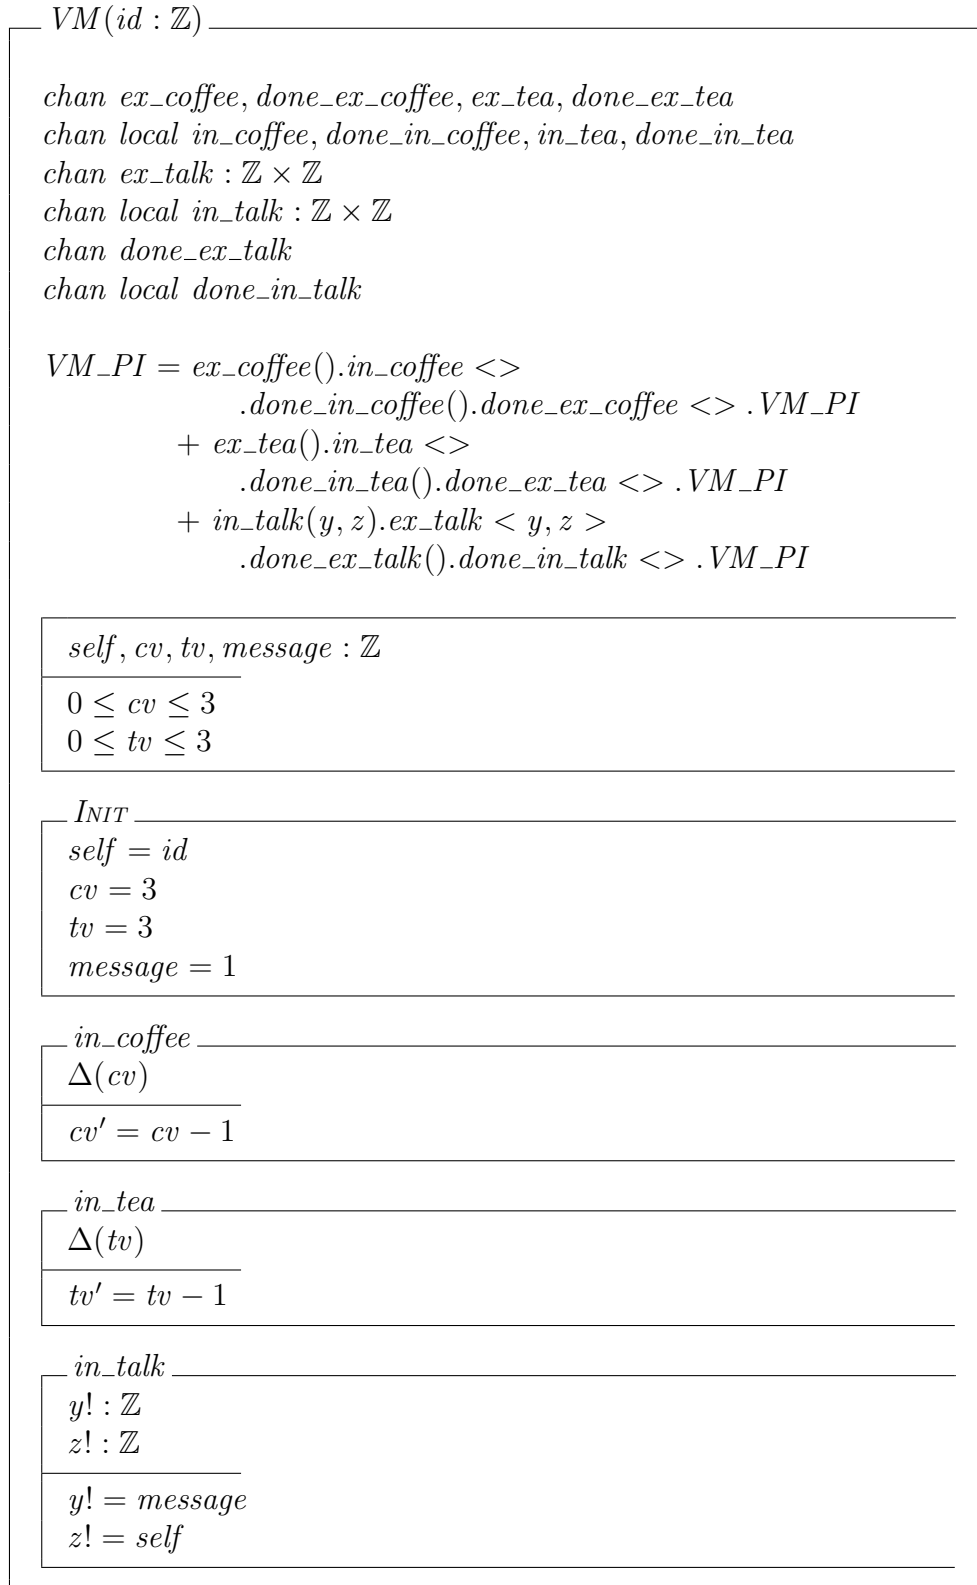 VM(id : ℤ)
chan ex_coffee, done_ex_coffee, ex_tea, done_ex_tea
chan local in_coffee, done_in_coffee, in_tea, done_in_tea
chan ex_talk : ℤ × ℤ
chan local in_talk : ℤ × ℤ
chan done_ex_talk
chan local done_in_talk
VM_PI = ex_coffee().in_coffee <>
.done_in_coffee().done_ex_coffee <> .VM_PI
+ ex_tea().in_tea <>
.done_in_tea().done_ex_tea <> .VM_PI
+ in_talk(y, z).ex_talk < y, z >
.done_ex_talk().done_in_talk <> .VM_PI
self, cv, tv, message : ℤ
0 ≤ cv ≤ 3
0 ≤ tv ≤ 3
INIT
self = id
cv = 3
tv = 3
message = 1
in_coffee
Δ(cv)
cv′ = cv − 1
in_tea
Δ(tv)
tv′ = tv − 1
in_talk
y! : ℤ
z! : ℤ
y! = message
z! = self